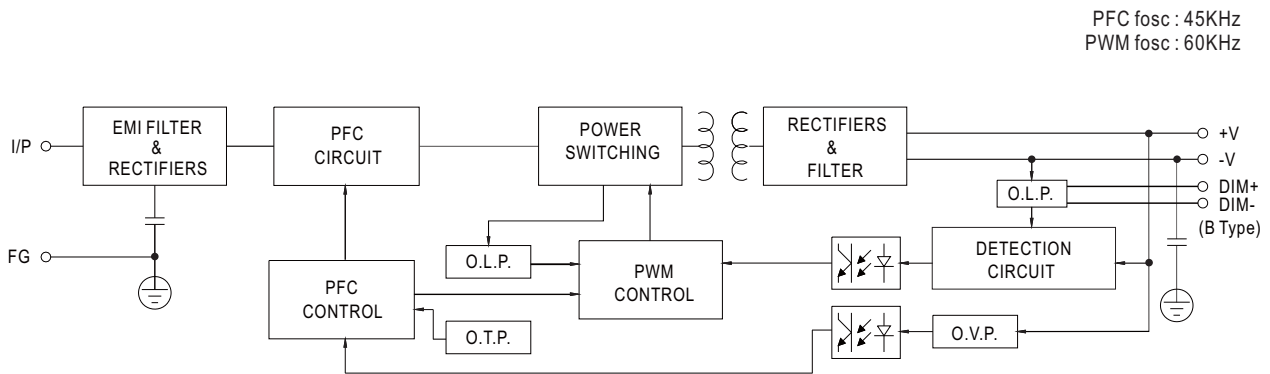 PFC fosc : 45KHz
PWM fosc : 60KHz
I/P
EMI FILTER
&
RECTIFIERS
PFC
CIRCUIT
POWER
SWITCHING
RECTIFIERS
&
FILTER
+V
-V
DIM+
DIM-
(B Type)
O.L.P.
FG
PFC
CONTROL
O.L.P.
O.T.P.
PWM
CONTROL
DETECTION
CIRCUIT
O.V.P.